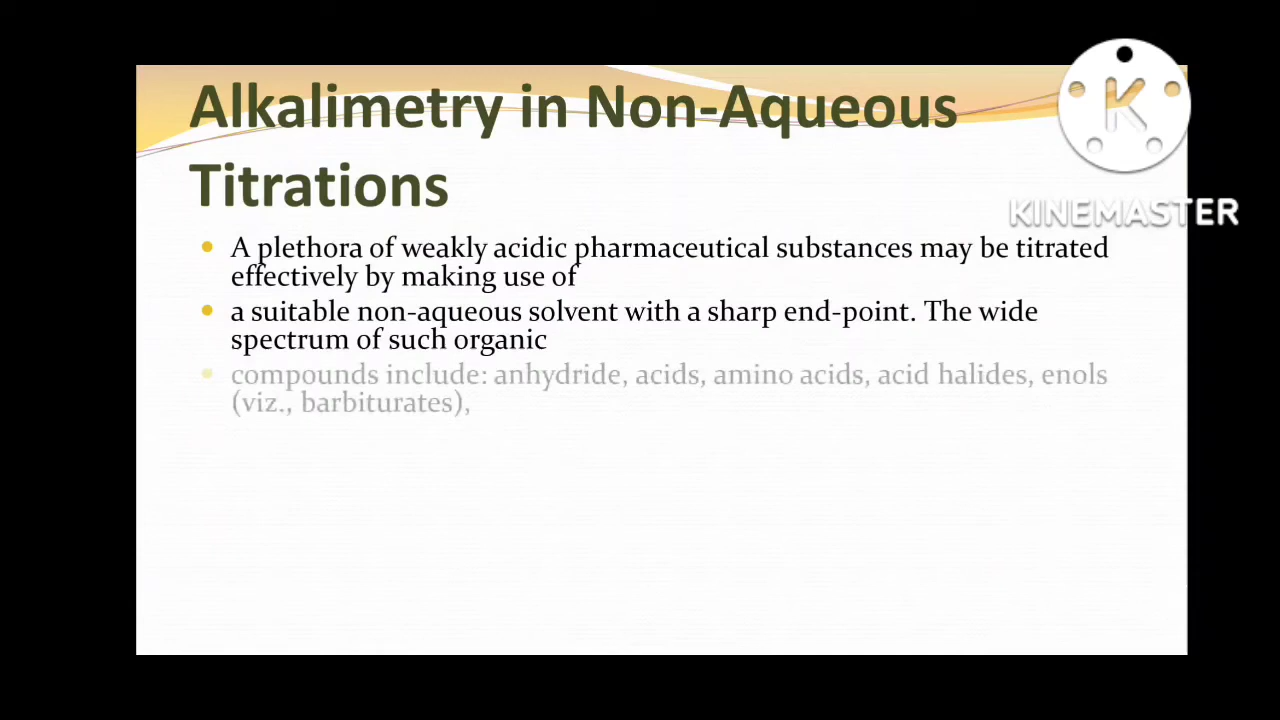 Alkalimetry in Non-Aqueous
Titrations
K
KINEMASTER
• A plethora of weakly acidic pharmaceutical substances may be titrated
effectively by making use of
• a suitable non-aqueous solvent with a sharp end-point. The wide
spectrum of such organic
• compounds include: anhydride, acids, amino acids, acid halides, enols
(viz., barbiturates),